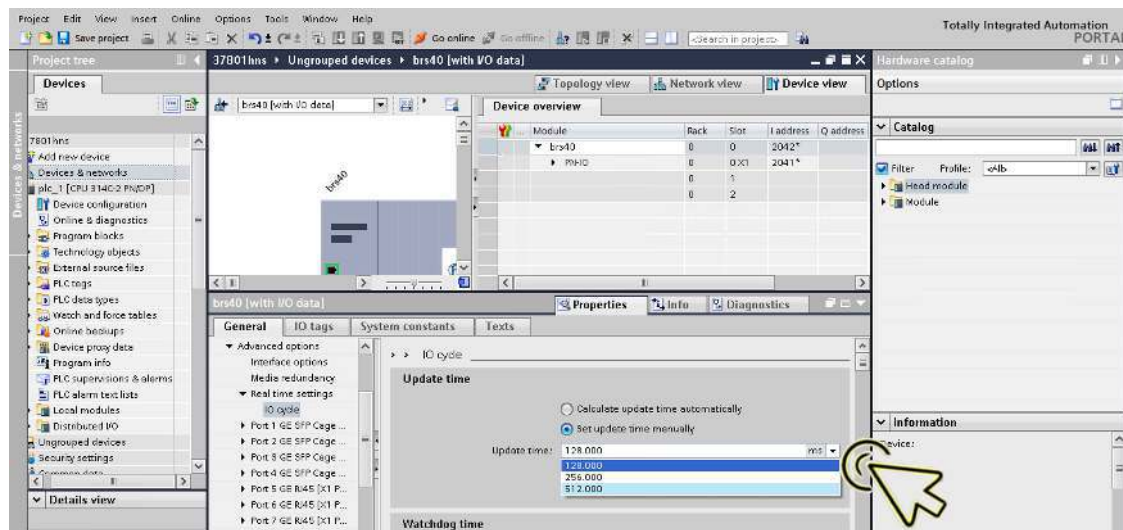 Project Edit View Insert Online Options Tools Window Help
Totally Integrated Automation
PORTAL
Save project
Go online
Go offline
<Search in project>
Project tree
37801hns ▸ Ungrouped devices ▸ brs40 [with I/O data]
Hardware catalog
Devices
Topology view
Network view
Device view
Options
brs40 [with I/O data]
Device overview
Module Rack Slot I address Q address
brs40 0 0 2042*
PN-IO 0 0 X1 2041*
0 1
0 2
brs40
Devices & networks
7801hns
Add new device
Devices & networks
plc_1 [CPU 314C-2 PN/DP]
Device configuration
Online & diagnostics
Program blocks
Technology objects
External source files
PLC tags
PLC data types
Watch and force tables
Online backups
Device proxy data
Program info
PLC supervisions & alarms
PLC alarm text lists
Local modules
Distributed I/O
Ungrouped devices
Security settings
Common data
Details view
Catalog
Filter Profile: <All>
Head module
Module
Information
Device:
brs40 [with I/O data]
Properties
Info
Diagnostics
General
IO tags
System constants
Texts
Advanced options
Interface options
Media redundancy
Real time settings
IO cycle
Port 1 GE SFP Cage ...
Port 2 GE SFP Cage ...
Port 3 GE SFP Cage ...
Port 4 GE SFP Cage ...
Port 5 GE RJ45 [X1 P...
Port 6 GE RJ45 [X1 P...
Port 7 GE RJ45 [X1 P...
> > IO cycle
Update time
Calculate update time automatically
Set update time manually
Update time: 128.000 ms
128.000
256.000
512.000
Watchdog time